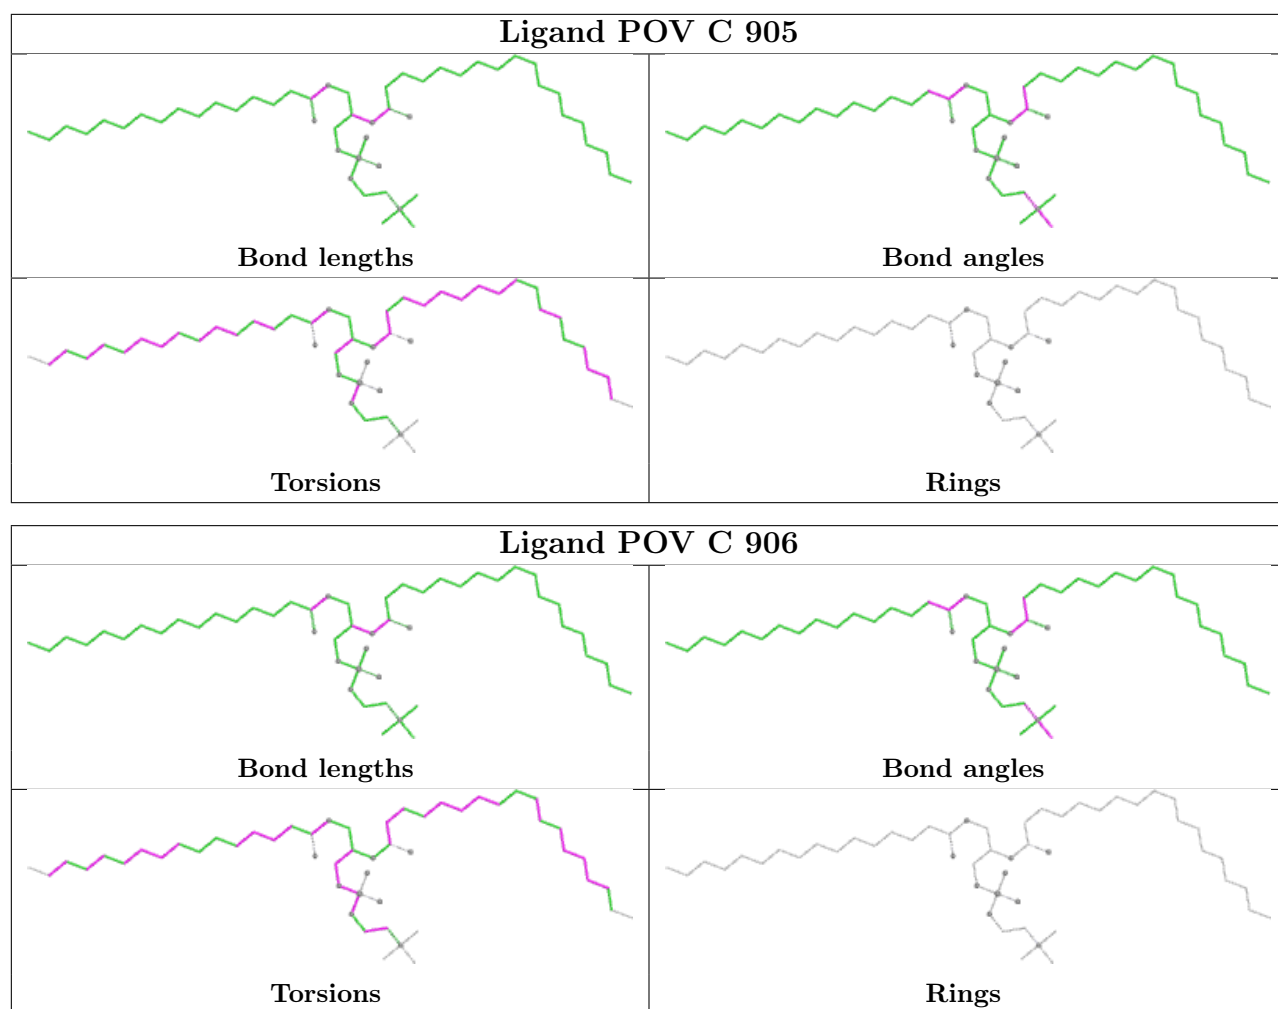 Ligand POV C 905
Bond lengths
Bond angles
Torsions
Rings
Ligand POV C 906
Bond lengths
Bond angles
Torsions
Rings